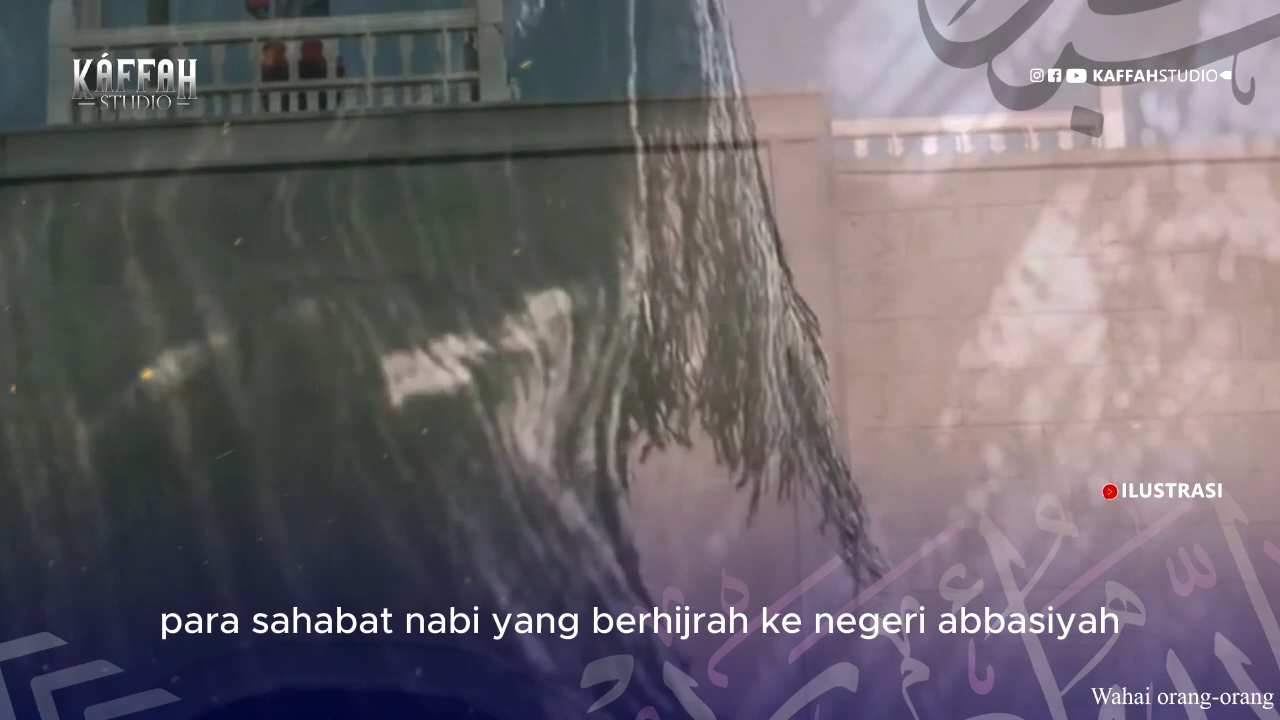 KÁFFAH
STUDIO
KAFFAHSTUDIO
ILUSTRASI
para sahabat nabi yang berhijrah ke negeri abbasiyah
Wahai orang-orang